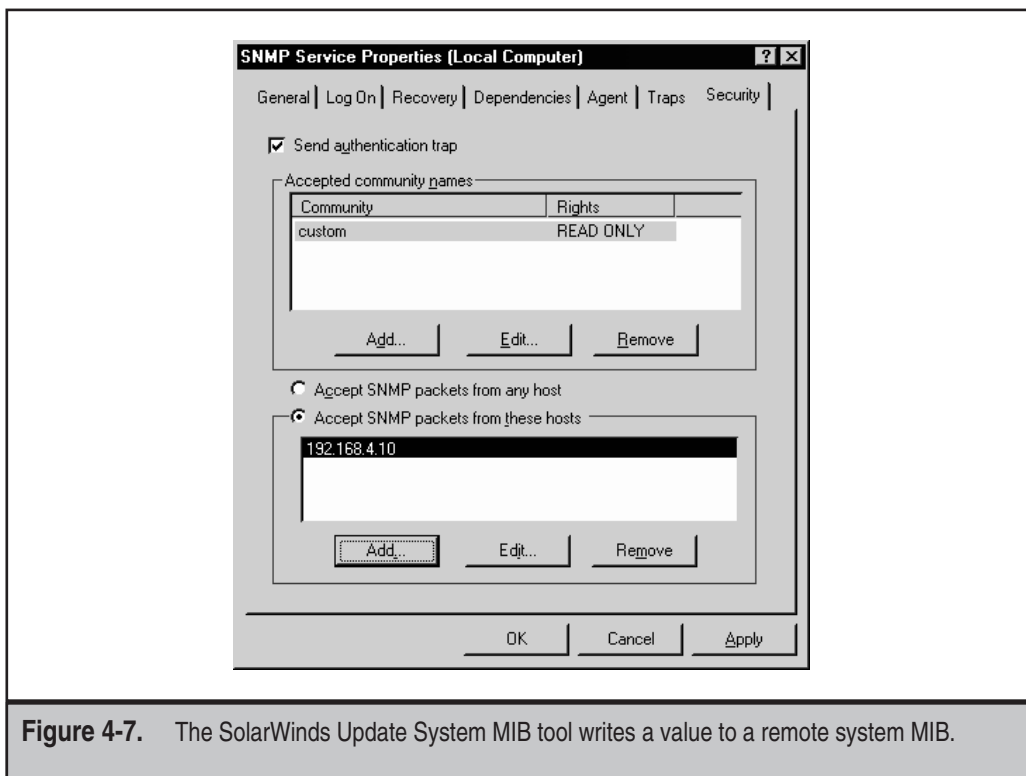 SNMP Service Properties (Local Computer)
General Log On Recovery Dependencies Agent Traps Security
Send authentication trap
Accepted community names
Community Rights
custom READ ONLY
Add... Edit... Remove
Accept SNMP packets from any host
Accept SNMP packets from these hosts
192.168.4.10
Add... Edit... Remove
OK Cancel Apply
Figure 4-7. The SolarWinds Update System MIB tool writes a value to a remote system MIB.